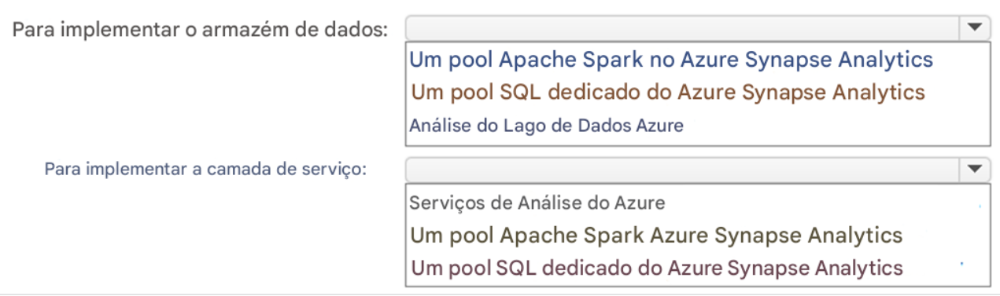 Para implementar o armazém de dados:
Um pool Apache Spark no Azure Synapse Analytics
Um pool SQL dedicado do Azure Synapse Analytics
Análise do Lago de Dados Azure
Para implementar a camada de serviço:
Serviços de Análise do Azure
Um pool Apache Spark Azure Synapse Analytics
Um pool SQL dedicado do Azure Synapse Analytics